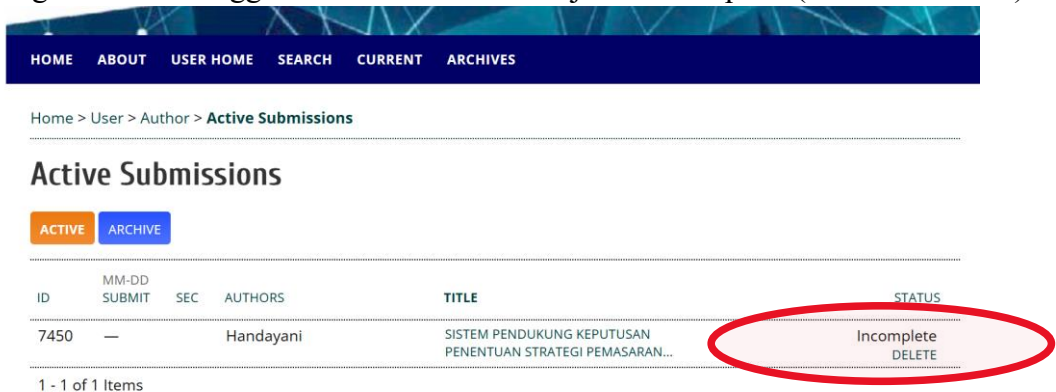 HOME ABOUT USER HOME SEARCH CURRENT ARCHIVES
Home > User > Author > Active Submissions
Active Submissions
ACTIVE ARCHIVE
MM-DD
ID SUBMIT SEC AUTHORS TITLE STATUS
7450 — Handayani SISTEM PENDUKUNG KEPUTUSAN Incomplete
PENENTUAN STRATEGI PEMASARAN... DELETE
1 - 1 of 1 Items